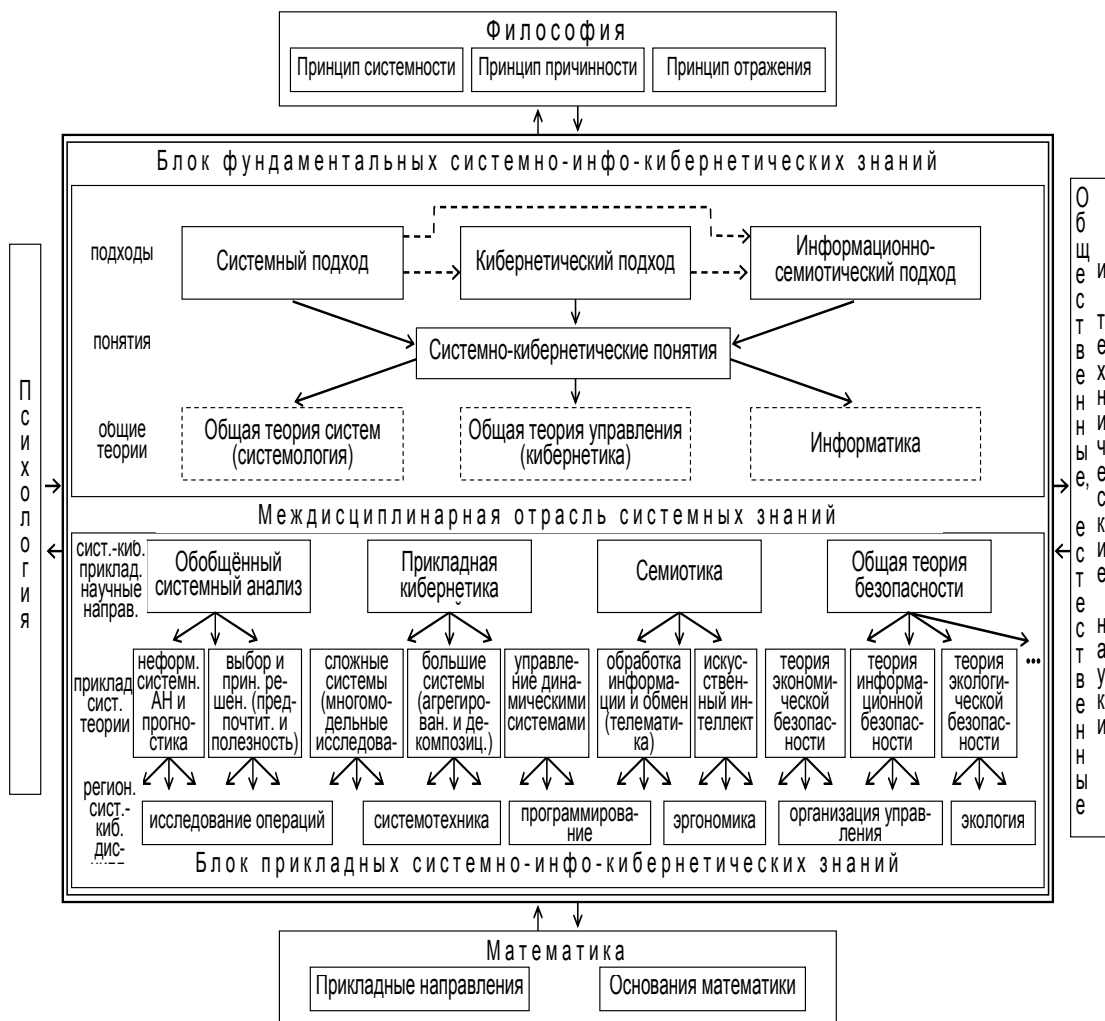 Философия
Принцип системности
Принцип причинности
Принцип отражения
Блок фундаментальных системно-инфо-кибернетических знаний
подходы
Системный подход
Кибернетический подход
Информационно-
семиотический подход
понятия
Системно-кибернетические понятия
общие
теории
Общая теория систем
(системология)
Общая теория управления
(кибернетика)
Информатика
Междисциплинарная отрасль системных знаний
сист.-киб.
приклад.
научные
направ.
Обобщённый
системный анализ
Прикладная
кибернетика
Семиотика
Общая теория
безопасности
приклад
сист.
теории
неформ.
системн.
АН и
прогно-
стика
выбор и
прин. ре-
шен. (пред-
почтит. и
полезность)
сложные
системы
(многомо-
дельные
исследова-
большие
системы
(агрегиро-
ван. и де-
композиц.)
управле-
ние дина-
мическими
системами
обработка
информа-
ции и обмен
(телемати-
ка)
искус-
ствен-
ный ин-
теллект
теория
экономи-
ческой
безопас-
ности
теория
инфор-
мационной
безопас-
ности
теория
экологи-
ческой
безопас-
ности
...
регион.
сист.-
киб.
дис-
исследование операций
системотехника
программирова-
ние
эргономика
организация управ-
ления
экология
Блок прикладных системно-инфо-кибернетических знаний
Математика
Прикладные направления
Основания математики
Психология
Общественные, естественные
и технические науки